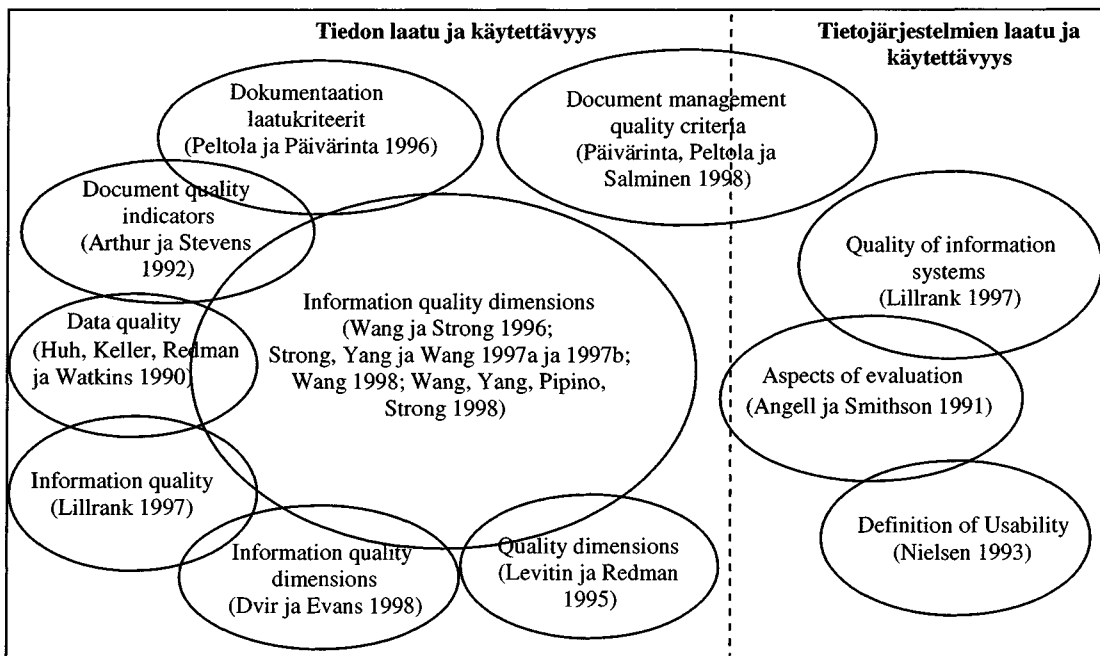 Tiedon laatu ja käytettävyys
Tietojärjestelmien laatu ja
käytettävyys
Dokumentaation
laatukriteerit
(Peltola ja Päivärinta 1996)
Document management
quality criteria
(Päivärinta, Peltola ja
Salminen 1998)
Document quality
indicators
(Arthur ja Stevens
1992)
Quality of information
systems
(Lillrank 1997)
Information quality dimensions
(Wang ja Strong 1996;
Strong, Yang ja Wang 1997a ja 1997b;
Wang 1998; Wang, Yang, Pipino,
Strong 1998)
Data quality
(Huh, Keller, Redman
ja Watkins 1990)
Aspects of evaluation
(Angell ja Smithson 1991)
Information quality
(Lillrank 1997)
Definition of Usability
(Nielsen 1993)
Information quality
dimensions
(Dvir ja Evans 1998)
Quality dimensions
(Levitin ja Redman
1995)